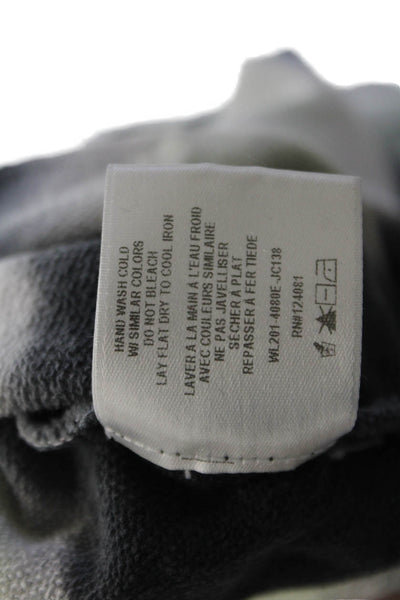 HAND WASH COLD
W/ SIMILAR COLORS
DO NOT BLEACH
LAY FLAT DRY TO COOL IRON
LAVER Á LA MAIN Á L'EAU FROID
AVEC COULEURS SIMILAIRE
NE PAS JAVELLISER
SÉCHER Á PLAT
REPASSER Á FER TIEDE
WL201-4080E JC138
RN#124081